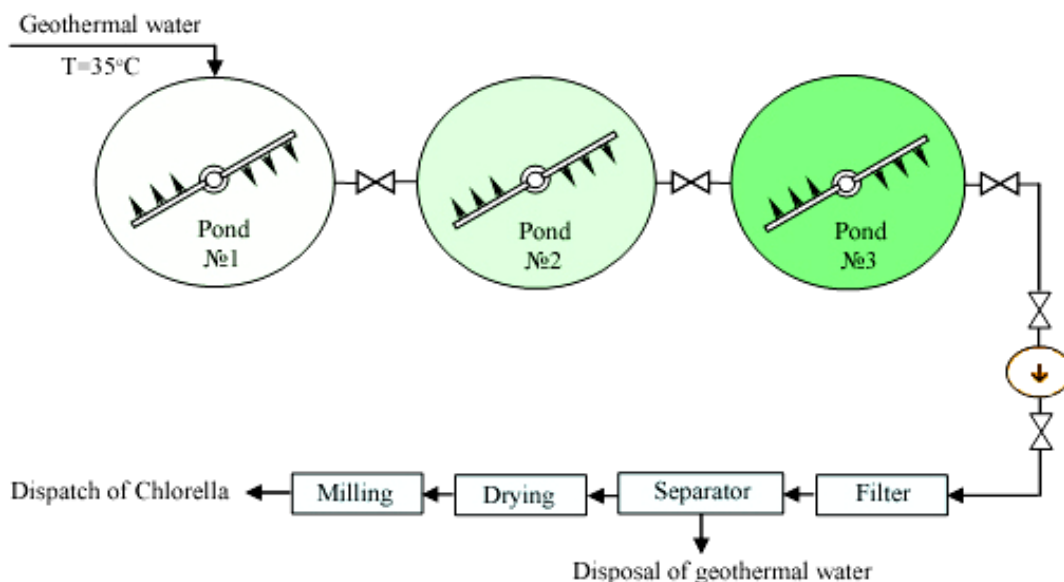 Geothermal water
T=35°C
Pond
№1
Pond
№2
Pond
№3
Dispatch of Chlorella
Milling
Drying
Separator
Filter
Disposal of geothermal water